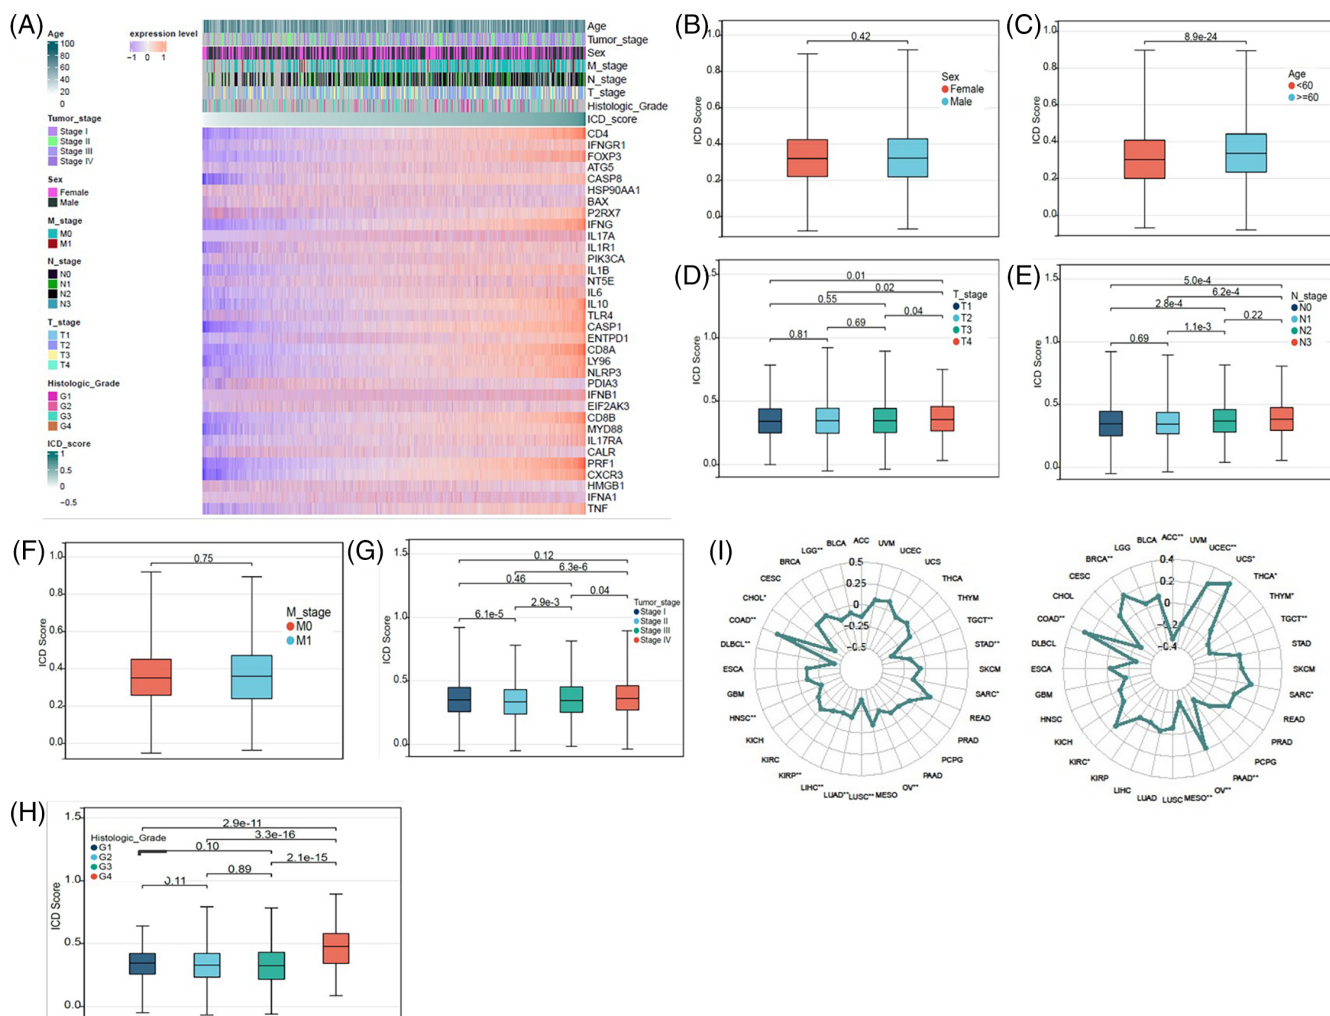 (A)
Age
100
80
60
40
20
0
expression level
−1 0 1
Tumor_stage
Stage I
Stage II
Stage III
Stage IV
Sex
Female
Male
M_stage
M0
M1
N_stage
N0
N1
N2
N3
T_stage
T1
T2
T3
T4
Histologic_Grade
G1
G2
G3
G4
ICD_score
1
0.5
0
−0.5
Age
Tumor_stage
Sex
M_stage
N_stage
T_stage
Histologic_Grade
ICD_score
CD4
IFNGR1
FOXP3
ATG5
CASP8
HSP90AA1
BAX
P2RX7
IFNG
IL17A
IL1R1
PIK3CA
IL1B
NT5E
IL6
IL10
TLR4
CASP1
ENTPD1
CD8A
LY96
NLRP3
PDIA3
IFNB1
EIF2AK3
CD8B
MYD88
IL17RA
CALR
PRF1
CXCR3
HMGB1
IFNA1
TNF
(B)
1.0
0.8
0.6
0.4
0.2
0.0
ICD Score
0.42
Sex
Female
Male
(C)
1.0
0.8
0.6
0.4
0.2
0.0
ICD Score
8.9e-24
Age
<60
>=60
(D)
1.5
1.0
0.5
0.0
ICD Score
0.01
0.02
0.55
0.04
0.69
0.81
T_stage
T1
T2
T3
T4
(E)
1.5
1.0
0.5
0.0
ICD Score
5.0e-4
6.2e-4
2.8e-4
0.22
1.1e-3
0.69
N_stage
N0
N1
N2
N3
(F)
1.0
0.8
0.6
0.4
0.2
0.0
ICD Score
0.75
M_stage
M0
M1
(G)
1.5
1.0
0.5
0.0
ICD Score
0.12
6.3e-6
0.46
0.04
2.9e-3
6.1e-5
Tumor_stage
Stage I
Stage II
Stage III
Stage IV
(H)
1.5
1.0
0.5
0.0
ICD Score
Histologic_Grade
G1
G2
G3
G4
2.9e-11
3.3e-16
0.10
2.1e-15
0.89
0.11
(I)
ACC
UVM
UCEC
UCS
THCA
THYM
TGCT**
STAD**
SKCM
SARC*
READ
PRAD
PCPG
PAAD
OV**
MESO
LUSC**
LUAD**
LIHC**
KIRP**
KIRC
KICH
HNSC**
GBM
ESCA
DLBCL**
COAD**
CHOL*
CESC
BRCA
LGG**
BLCA
0.5
0.25
0
−0.25
−0.5
ACC**
UVM
UCEC**
UCS*
THCA*
THYM*
TGCT**
STAD
SKCM
SARC*
READ
PRAD
PCPG
PAAD**
OV**
MESO**
LUSC
LUAD
LIHC
KIRP
KIRC*
KICH
HNSC
GBM
ESCA
DLBCL
COAD**
CHOL
CESC
BRCA**
LGG
BLCA
0.4
0.2
0
−0.2
−0.4